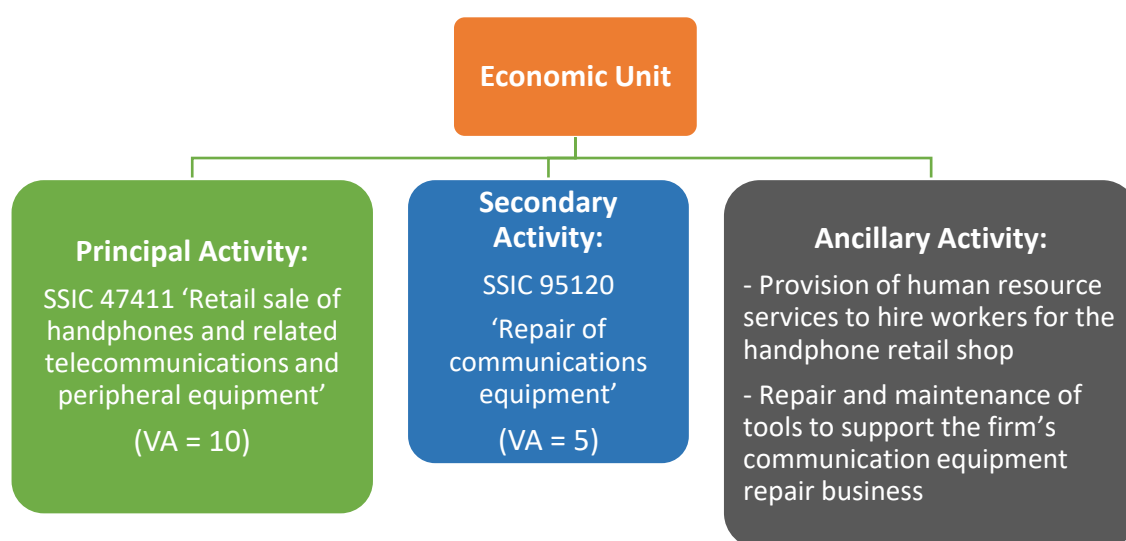 Economic Unit
Principal Activity:
SSIC 47411 ‘Retail sale of
handphones and related
telecommunications and
peripheral equipment’
(VA = 10)
Secondary
Activity:
SSIC 95120
‘Repair of
communications
equipment’
(VA = 5)
Ancillary Activity:
- Provision of human resource
services to hire workers for the
handphone retail shop
- Repair and maintenance of
tools to support the firm’s
communication equipment
repair business